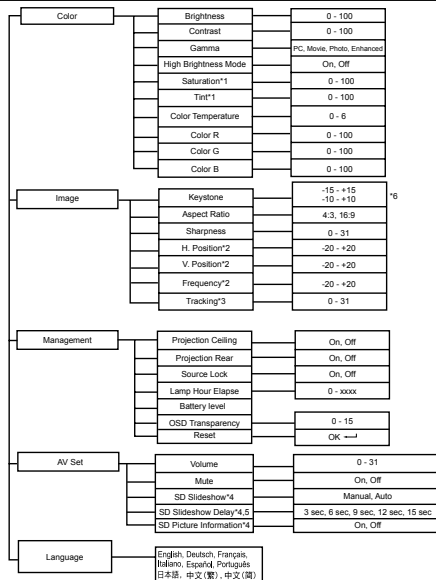 Color
Brightness 0 - 100
Contrast 0 - 100
Gamma PC, Movie, Photo, Enhanced
High Brightness Mode On, Off
Saturation*1 0 - 100
Tint*1 0 - 100
Color Temperature 0 - 6
Color R 0 - 100
Color G 0 - 100
Color B 0 - 100
Image
Keystone -15 - +15
-10 - +10 *6
Aspect Ratio 4:3, 16:9
Sharpness 0 - 31
H. Position*2 -20 - +20
V. Position*2 -20 - +20
Frequency*2 -20 - +20
Tracking*3 0 - 31
Management
Projection Ceiling On, Off
Projection Rear On, Off
Source Lock On, Off
Lamp Hour Elapse 0 - xxxx
Battery level
OSD Transparency 0 - 15
Reset OK ↵
AV Set
Volume 0 - 31
Mute On, Off
SD Slideshow*4 Manual, Auto
SD Slideshow Delay*4,5 3 sec, 6 sec, 9 sec, 12 sec, 15 sec
SD Picture Information*4 On, Off
Language
English, Deutsch, Français,
Italiano, Español, Português
日本語, 中文(繁), 中文(简)